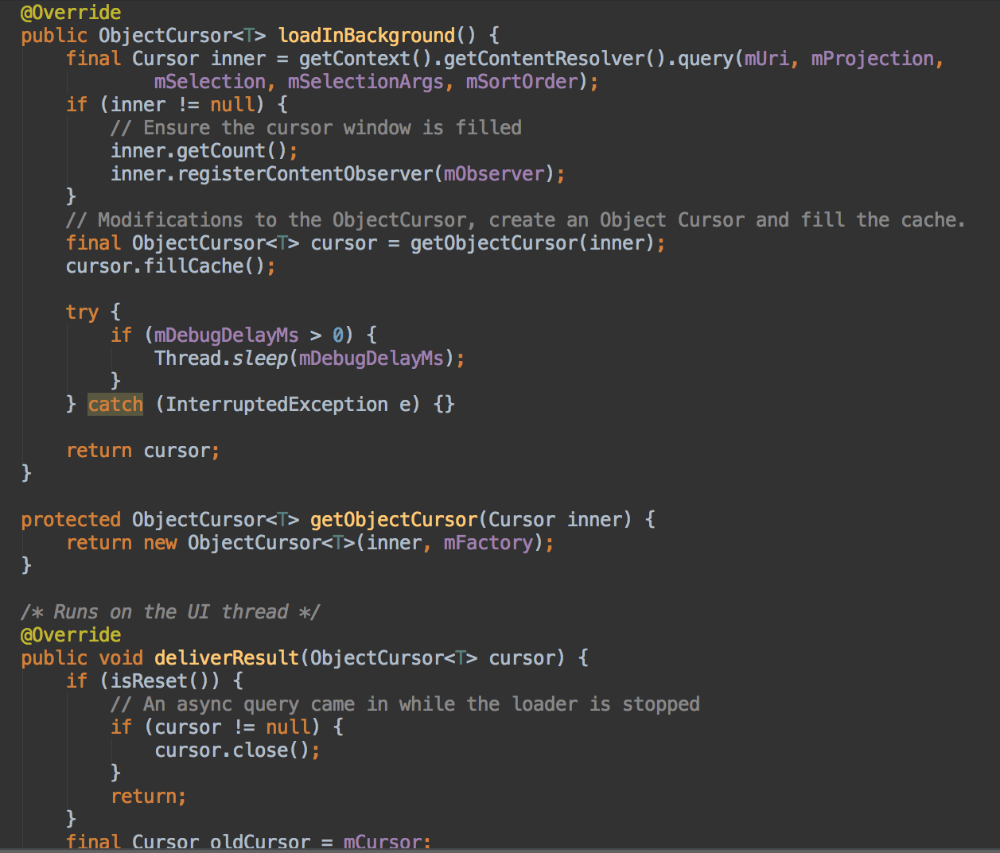 @Override
public ObjectCursor<T> loadInBackground() {
    final Cursor inner = getContext().getContentResolver().query(mUri, mProjection,
            mSelection, mSelectionArgs, mSortOrder);
    if (inner != null) {
        // Ensure the cursor window is filled
        inner.getCount();
        inner.registerContentObserver(mObserver);
    }
    // Modifications to the ObjectCursor, create an Object Cursor and fill the cache.
    final ObjectCursor<T> cursor = getObjectCursor(inner);
    cursor.fillCache();

    try {
        if (mDebugDelayMs > 0) {
            Thread.sleep(mDebugDelayMs);
        }
    } catch (InterruptedException e) {}

    return cursor;
}

protected ObjectCursor<T> getObjectCursor(Cursor inner) {
    return new ObjectCursor<T>(inner, mFactory);
}

/* Runs on the UI thread */
@Override
public void deliverResult(ObjectCursor<T> cursor) {
    if (isReset()) {
        // An async query came in while the loader is stopped
        if (cursor != null) {
            cursor.close();
        }
        return;
    }
    final Cursor oldCursor = mCursor;